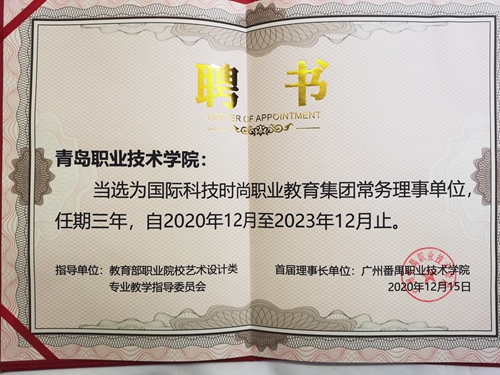 聘书
LETTER OF APPOINTMENT
青岛职业技术学院：
当选为国际科技时尚职业教育集团常务理事单位，
任期三年，自2020年12月至2023年12月止。
指导单位：教育部职业院校艺术设计类
专业教学指导委员会
首届理事长单位：广州番禺职业技术学院
2020年12月15日